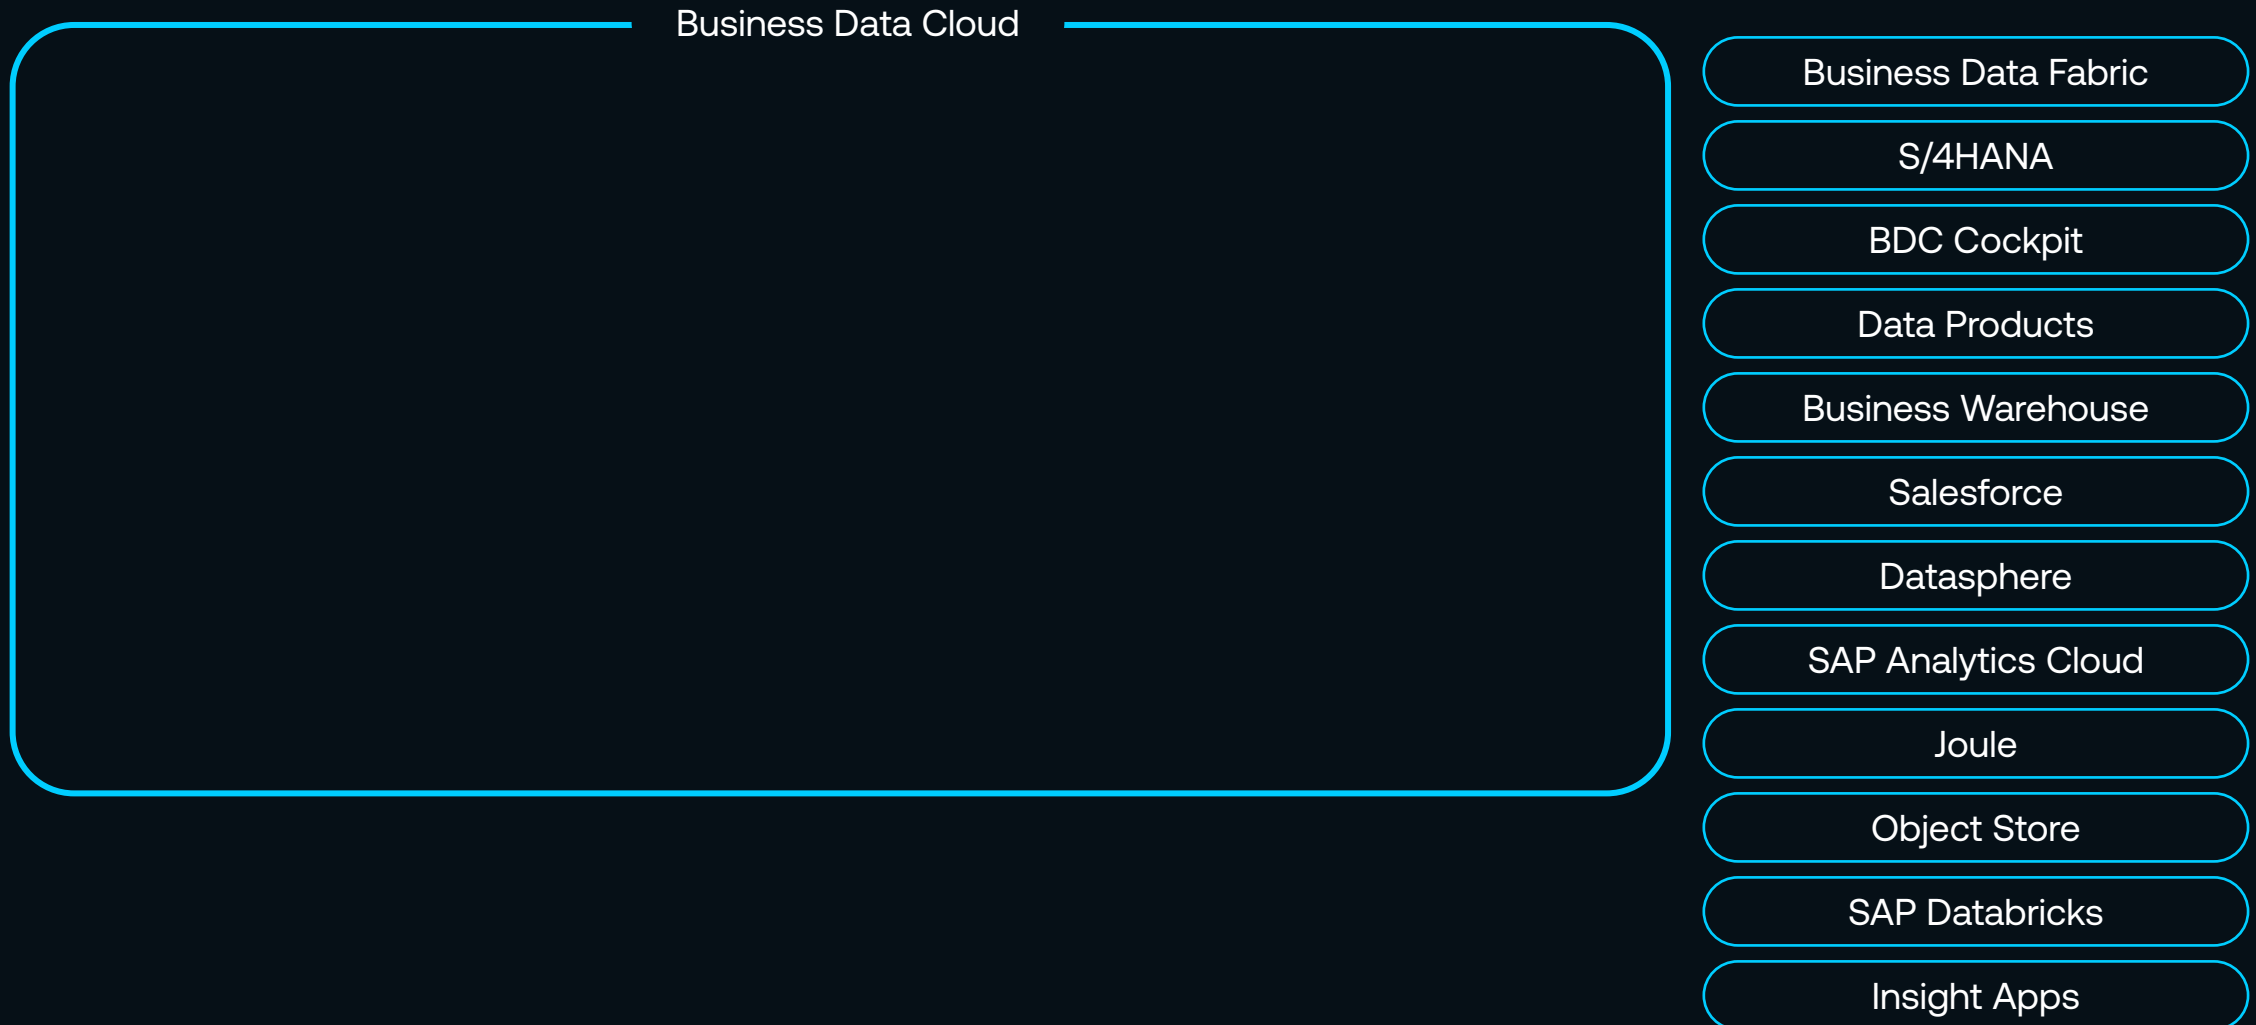 Business Data Cloud
Business Data Fabric
S/4HANA
BDC Cockpit
Data Products
Business Warehouse
Salesforce
Datasphere
SAP Analytics Cloud
Joule
Object Store
SAP Databricks
Insight Apps